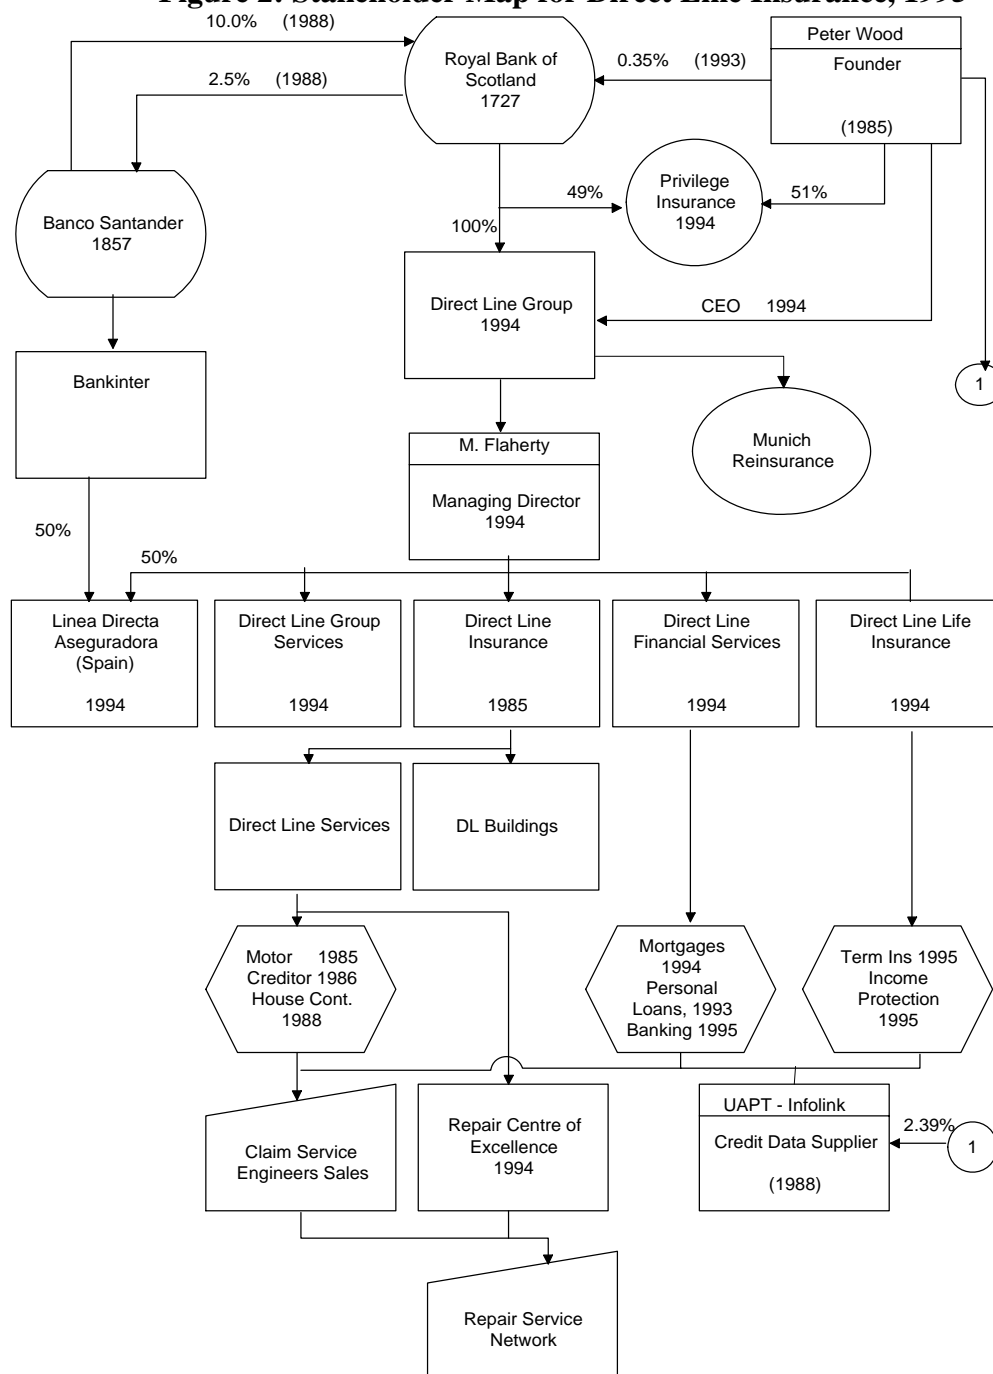 Figure 2: Stakeholder Map for Direct Line Insurance, 1995
10.0% (1988)
Royal Bank of
Scotland
1727
0.35% (1993)
Peter Wood
Founder
(1985)
2.5% (1988)
Privilege
Insurance
1994
49%
51%
Banco Santander
1857
100%
Direct Line Group
1994
CEO 1994
Bankinter
1
Munich
Reinsurance
M. Flaherty
Managing Director
1994
50%
50%
Linea Directa
Aseguradora
(Spain)
1994
Direct Line Group
Services
1994
Direct Line
Insurance
1985
Direct Line
Financial Services
1994
Direct Line Life
Insurance
1994
Direct Line Services
DL Buildings
Motor 1985
Creditor 1986
House Cont.
1988
Mortgages
1994
Personal
Loans, 1993
Banking 1995
Term Ins 1995
Income
Protection
1995
Claim Service
Engineers Sales
Repair Centre of
Excellence
1994
UAPT - Infolink
Credit Data Supplier
(1988)
2.39%
1
Repair Service
Network